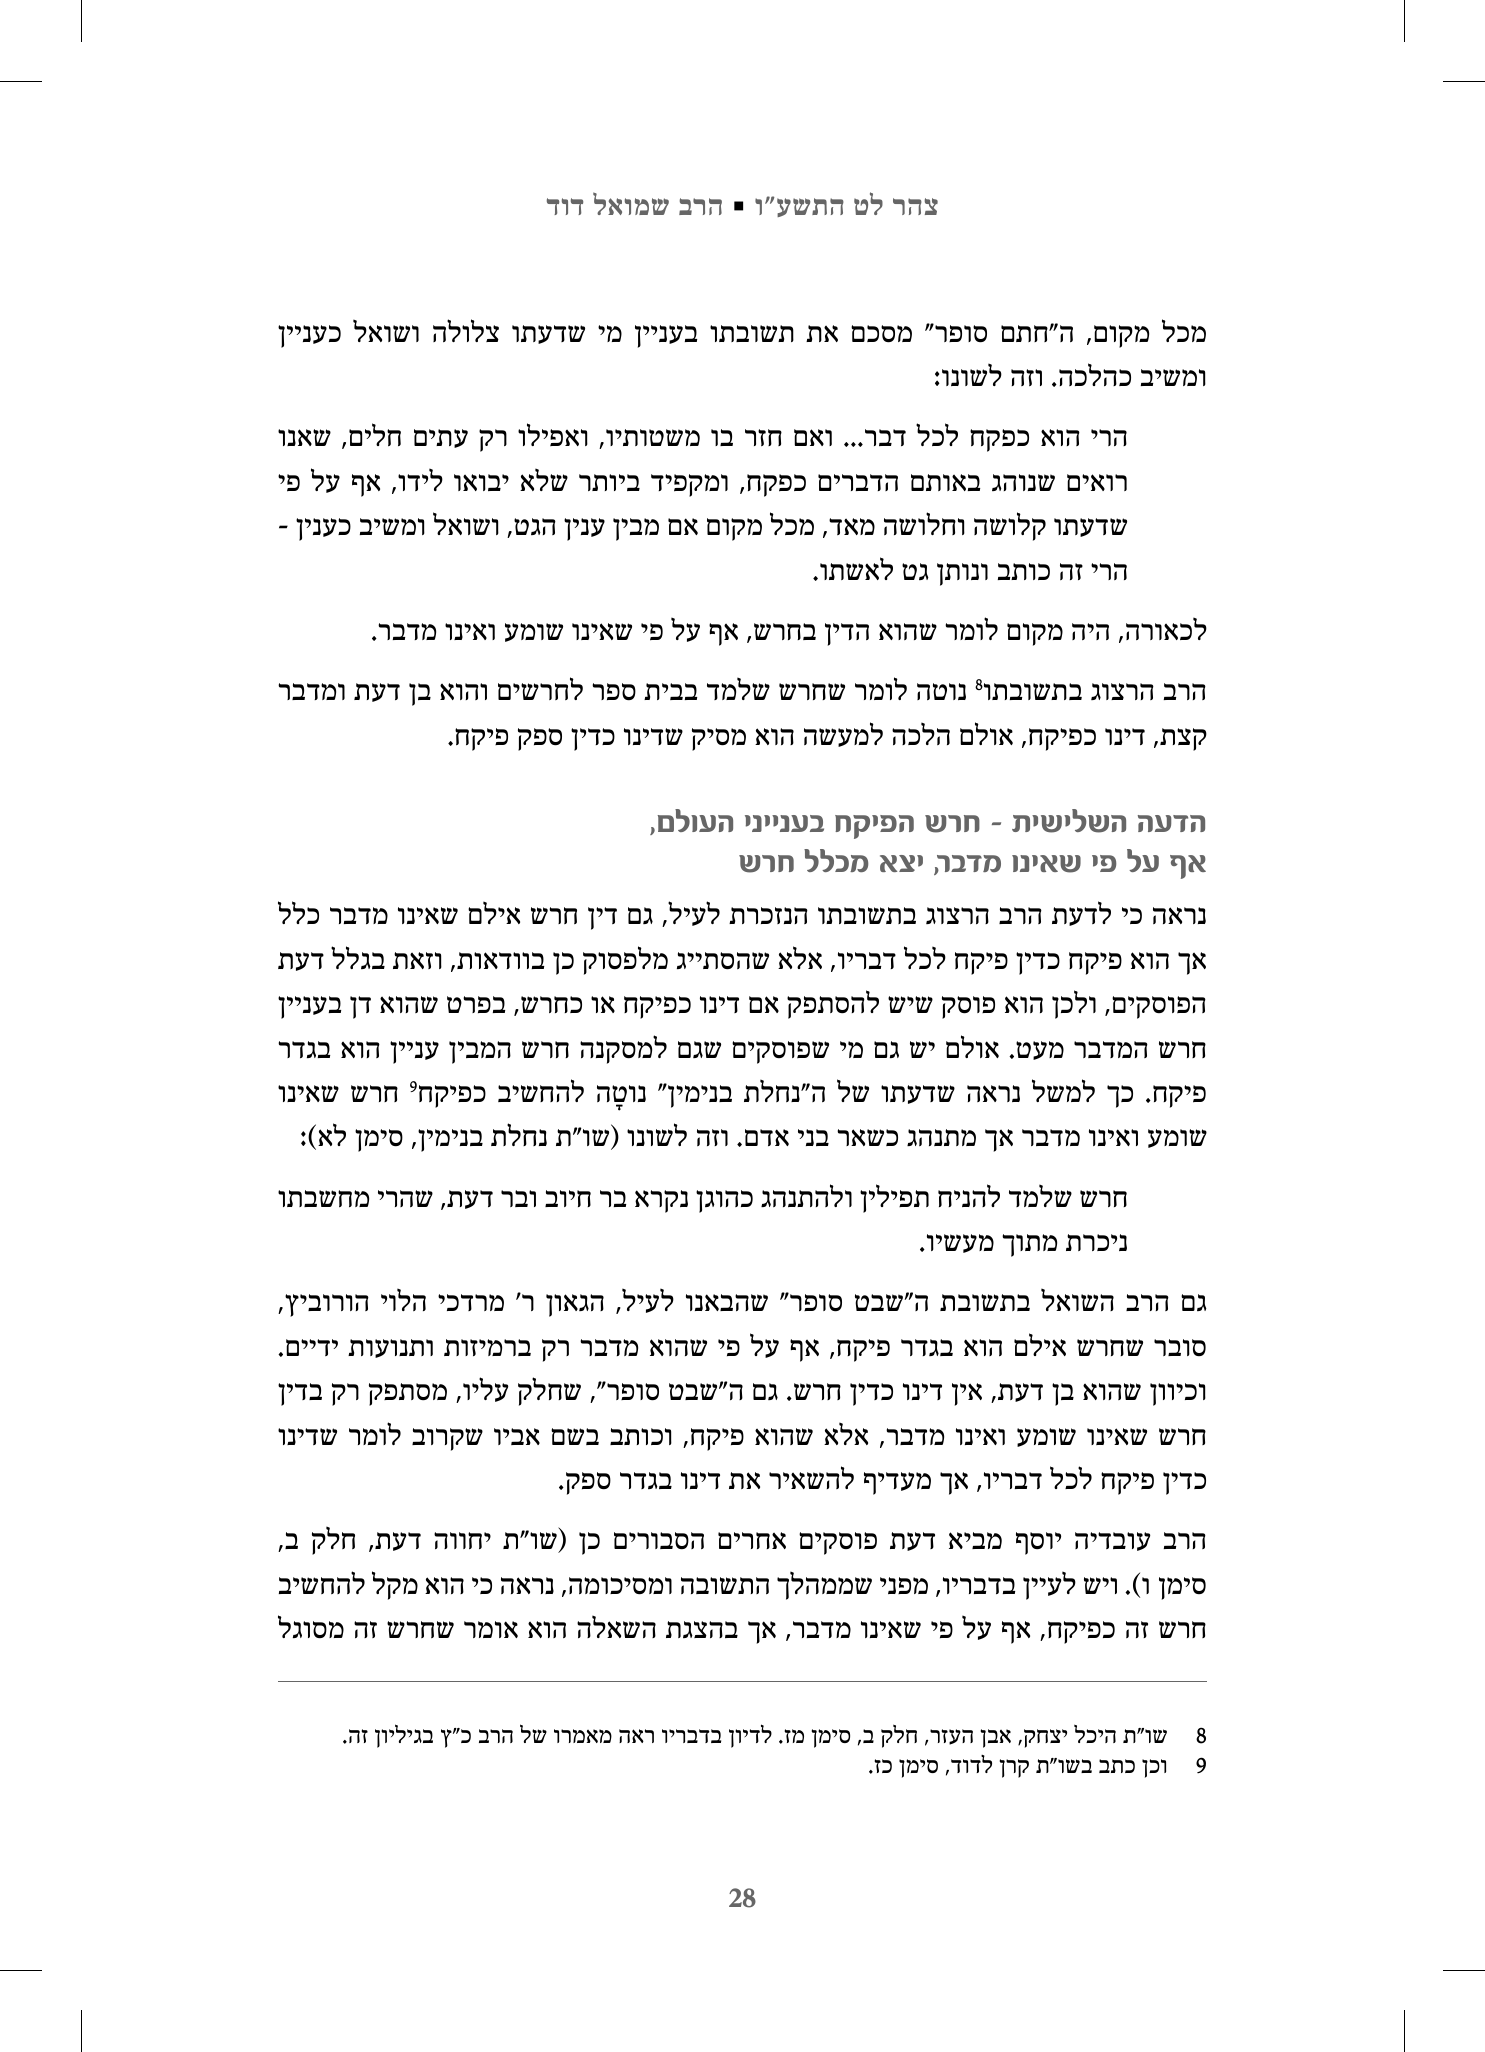 צהר לט התשע"ו ▪ הרב שמואל דוד
מכל מקום, ה"חתם סופר" מסכם את תשובתו בעניין מי שדעתו צלולה ושואל כעניין
ומשיב כהלכה. וזה לשונו:
הרי הוא כפקח לכל דבר... ואם חזר בו משטותיו, ואפילו רק עתים חלים, שאנו
רואים שנוהג באותם הדברים כפקח, ומקפיד ביותר שלא יבואו לידו, אף על פי
שדעתו קלושה וחלושה מאד, מכל מקום אם מבין ענין הגט, ושואל ומשיב כענין -
הרי זה כותב ונותן גט לאשתו.
לכאורה, היה מקום לומר שהוא הדין בחרש, אף על פי שאינו שומע ואינו מדבר.
הרב הרצוג בתשובתו⁸ נוטה לומר שחרש שלמד בבית ספר לחרשים והוא בן דעת ומדבר
קצת, דינו כפיקח, אולם הלכה למעשה הוא מסיק שדינו כדין ספק פיקח.
הדעה השלישית - חרש הפיקח בענייני העולם,
אף על פי שאינו מדבר, יצא מכלל חרש
נראה כי לדעת הרב הרצוג בתשובתו הנזכרת לעיל, גם דין חרש אילם שאינו מדבר כלל
אך הוא פיקח כדין פיקח לכל דבריו, אלא שהסתייג מלפסוק כן בוודאות, וזאת בגלל דעת
הפוסקים, ולכן הוא פוסק שיש להסתפק אם דינו כפיקח או כחרש, בפרט שהוא דן בעניין
חרש המדבר מעט. אולם יש גם מי שפוסקים שגם למסקנה חרש המבין עניין הוא בגדר
פיקח. כך למשל נראה שדעתו של ה"נחלת בנימין" נוטָה להחשיב כפיקח⁹ חרש שאינו
שומע ואינו מדבר אך מתנהג כשאר בני אדם. וזה לשונו (שו"ת נחלת בנימין, סימן לא):
חרש שלמד להניח תפילין ולהתנהג כהוגן נקרא בר חיוב ובר דעת, שהרי מחשבתו
ניכרת מתוך מעשיו.
גם הרב השואל בתשובת ה"שבט סופר" שהבאנו לעיל, הגאון ר' מרדכי הלוי הורוביץ,
סובר שחרש אילם הוא בגדר פיקח, אף על פי שהוא מדבר רק ברמיזות ותנועות ידיים.
וכיוון שהוא בן דעת, אין דינו כדין חרש. גם ה"שבט סופר", שחלק עליו, מסתפק רק בדין
חרש שאינו שומע ואינו מדבר, אלא שהוא פיקח, וכותב בשם אביו שקרוב לומר שדינו
כדין פיקח לכל דבריו, אך מעדיף להשאיר את דינו בגדר ספק.
הרב עובדיה יוסף מביא דעת פוסקים אחרים הסבורים כן (שו"ת יחווה דעת, חלק ב,
סימן ו). ויש לעיין בדבריו, מפני שממהלך התשובה ומסיכומה, נראה כי הוא מקל להחשיב
חרש זה כפיקח, אף על פי שאינו מדבר, אך בהצגת השאלה הוא אומר שחרש זה מסוגל
8 שו"ת היכל יצחק, אבן העזר, חלק ב, סימן מז. לדיון בדבריו ראה מאמרו של הרב כ"ץ בגיליון זה.
9 וכן כתב בשו"ת קרן לדוד, סימן כז.
28